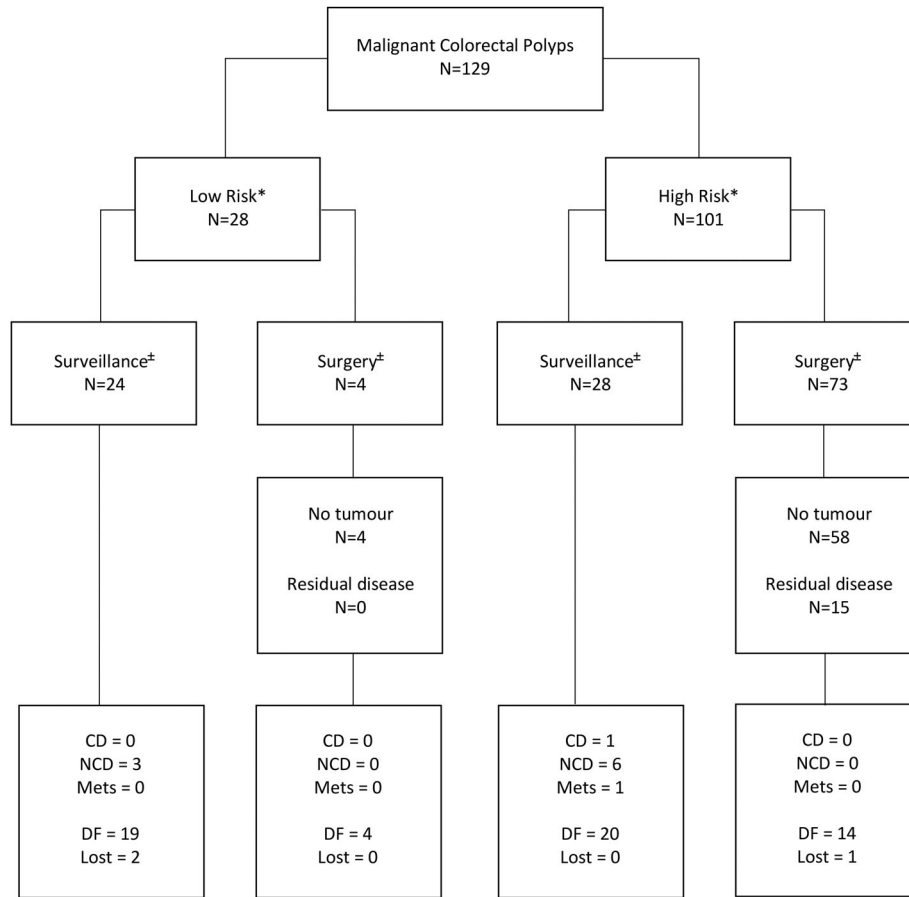 Malignant Colorectal Polyps
N=129
Low Risk*
N=28
High Risk*
N=101
Surveillance±
N=24
Surgery±
N=4
Surveillance±
N=28
Surgery±
N=73
No tumour
N=4
Residual disease
N=0
No tumour
N=58
Residual disease
N=15
CD = 0
NCD = 3
Mets = 0
DF = 19
Lost = 2
CD = 0
NCD = 0
Mets = 0
DF = 4
Lost = 0
CD = 1
NCD = 6
Mets = 1
DF = 20
Lost = 0
CD = 0
NCD = 0
Mets = 0
DF = 14
Lost = 1